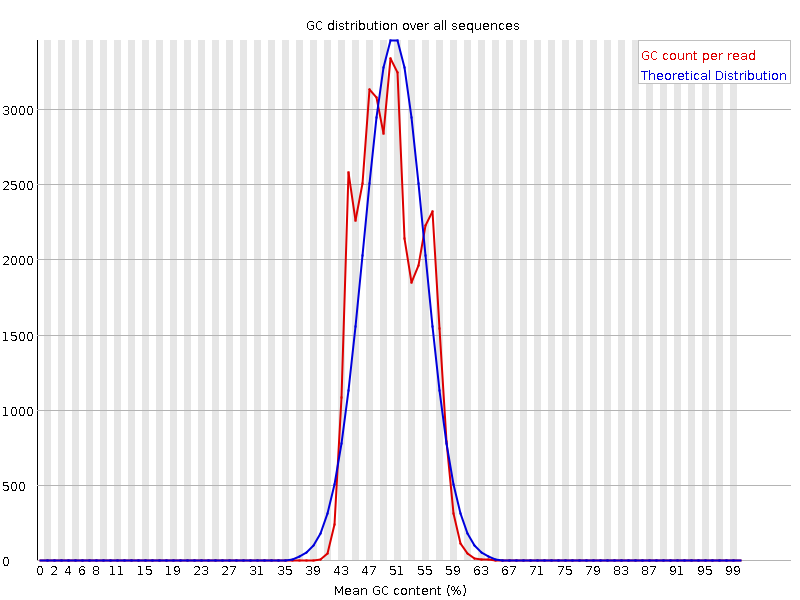 GC distribution over all sequences
GC count per read
Theoretical Distribution
3000
2500
2000
1500
1000
500
0
0 2 4 6 8 11 15 19 23 27 31 35 39 43 47 51 55 59 63 67 71 75 79 83 87 91 95 99
Mean GC content (%)